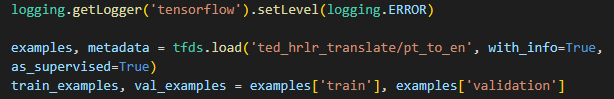 logging.getLogger('tensorflow').setLevel(logging.ERROR)
examples, metadata = tfds.load('ted_hrlr_translate/pt_to_en', with_info=True,
as_supervised=True)
train_examples, val_examples = examples['train'], examples['validation']